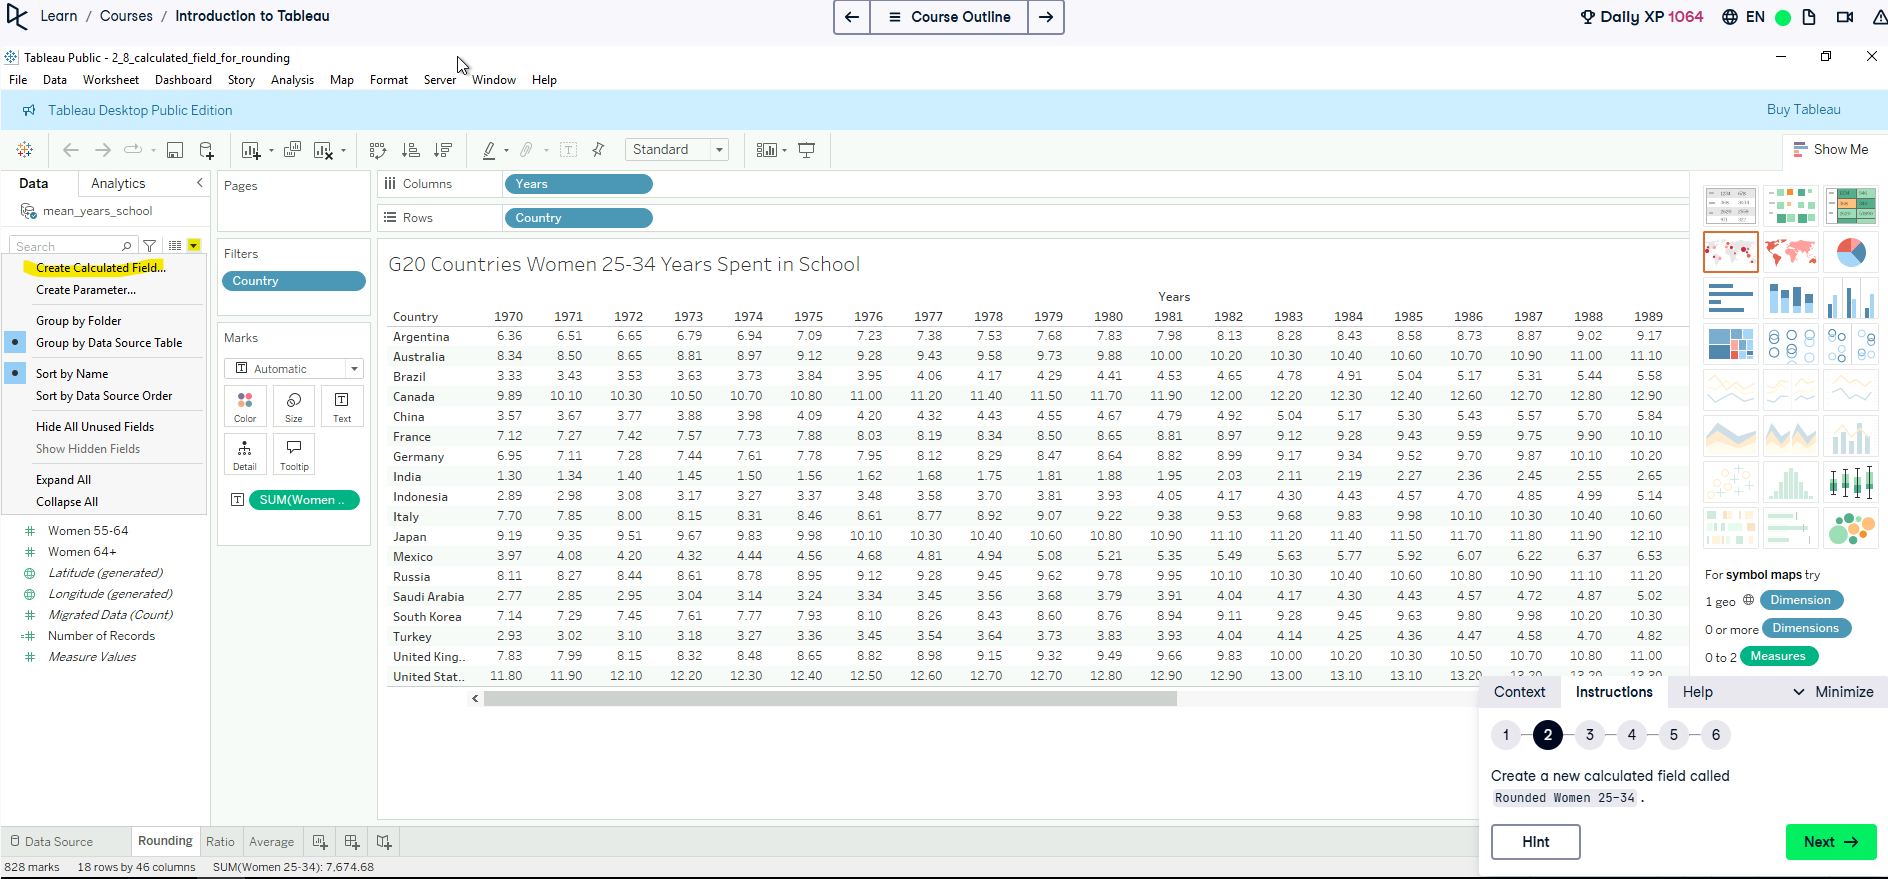 Learn / Courses / Introduction to Tableau
Course Outline
Daily XP 1064
EN
Tableau Public - 2_8_calculated_field_for_rounding
File Data Worksheet Dashboard Story Analysis Map Format Server Window Help
Tableau Desktop Public Edition
Buy Tableau
Standard
Show Me
Data Analytics
mean_years_school
Search
Create Calculated Field...
Create Parameter...
Group by Folder
Group by Data Source Table
Sort by Name
Sort by Data Source Order
Hide All Unused Fields
Show Hidden Fields
Expand All
Collapse All
Women 55-64
Women 64+
Latitude (generated)
Longitude (generated)
Migrated Data (Count)
Number of Records
Measure Values
Pages
Filters
Country
Marks
Automatic
Color Size Text
Detail Tooltip
SUM(Women ..
Columns Years
Rows Country
G20 Countries Women 25-34 Years Spent in School
Years
Country 1970 1971 1972 1973 1974 1975 1976 1977 1978 1979 1980 1981 1982 1983 1984 1985 1986 1987 1988 1989
Argentina 6.36 6.51 6.65 6.79 6.94 7.09 7.23 7.38 7.53 7.68 7.83 7.98 8.13 8.28 8.43 8.58 8.73 8.87 9.02 9.17
Australia 8.34 8.50 8.65 8.81 8.97 9.12 9.28 9.43 9.58 9.73 9.88 10.00 10.20 10.30 10.40 10.60 10.70 10.90 11.00 11.10
Brazil 3.33 3.43 3.53 3.63 3.73 3.84 3.95 4.06 4.17 4.29 4.41 4.53 4.65 4.78 4.91 5.04 5.17 5.31 5.44 5.58
Canada 9.89 10.10 10.30 10.50 10.70 10.80 11.00 11.20 11.40 11.50 11.70 11.90 12.00 12.20 12.30 12.40 12.60 12.70 12.80 12.90
China 3.57 3.67 3.77 3.88 3.98 4.09 4.20 4.32 4.43 4.55 4.67 4.79 4.92 5.04 5.17 5.30 5.43 5.57 5.70 5.84
France 7.12 7.27 7.42 7.57 7.73 7.88 8.03 8.19 8.34 8.50 8.65 8.81 8.97 9.12 9.28 9.43 9.59 9.75 9.90 10.10
Germany 6.95 7.11 7.28 7.44 7.61 7.78 7.95 8.12 8.29 8.47 8.64 8.82 8.99 9.17 9.34 9.52 9.70 9.87 10.10 10.20
India 1.30 1.34 1.40 1.45 1.50 1.56 1.62 1.68 1.75 1.81 1.88 1.95 2.03 2.11 2.19 2.27 2.36 2.45 2.55 2.65
Indonesia 2.89 2.98 3.08 3.17 3.27 3.37 3.48 3.58 3.70 3.81 3.93 4.05 4.17 4.30 4.43 4.57 4.70 4.85 4.99 5.14
Italy 7.70 7.85 8.00 8.15 8.31 8.46 8.61 8.77 8.92 9.07 9.22 9.38 9.53 9.68 9.83 9.98 10.10 10.30 10.40 10.60
Japan 9.19 9.35 9.51 9.67 9.83 9.98 10.10 10.30 10.40 10.60 10.80 10.90 11.10 11.20 11.40 11.50 11.70 11.80 11.90 12.10
Mexico 3.97 4.08 4.20 4.32 4.44 4.56 4.68 4.81 4.94 5.08 5.21 5.35 5.49 5.63 5.77 5.92 6.07 6.22 6.37 6.53
Russia 8.11 8.27 8.44 8.61 8.78 8.95 9.12 9.28 9.45 9.62 9.78 9.95 10.10 10.30 10.40 10.60 10.80 10.90 11.10 11.20
Saudi Arabia 2.77 2.85 2.95 3.04 3.14 3.24 3.34 3.45 3.56 3.68 3.79 3.91 4.04 4.17 4.30 4.43 4.57 4.72 4.87 5.02
South Korea 7.14 7.29 7.45 7.61 7.77 7.93 8.10 8.26 8.43 8.60 8.76 8.94 9.11 9.28 9.45 9.63 9.80 9.98 10.20 10.30
Turkey 2.93 3.02 3.10 3.18 3.27 3.36 3.45 3.54 3.64 3.73 3.83 3.93 4.04 4.14 4.25 4.36 4.47 4.58 4.70 4.82
United King.. 7.83 7.99 8.15 8.32 8.48 8.65 8.82 8.98 9.15 9.32 9.49 9.66 9.83 10.00 10.20 10.30 10.50 10.70 10.80 11.00
United Stat.. 11.80 11.90 12.10 12.20 12.30 12.40 12.50 12.60 12.70 12.70 12.80 12.90 12.90 13.00 13.10 13.10 13.20 13.20 13.20 13.30
For symbol maps try
1 geo Dimension
0 or more Dimensions
0 to 2 Measures
Context Instructions Help Minimize
1 2 3 4 5 6
Create a new calculated field called
Rounded Women 25-34 .
HInt
Next
Data Source Rounding Ratio Average
828 marks 18 rows by 46 columns SUM(Women 25-34): 7,674.68